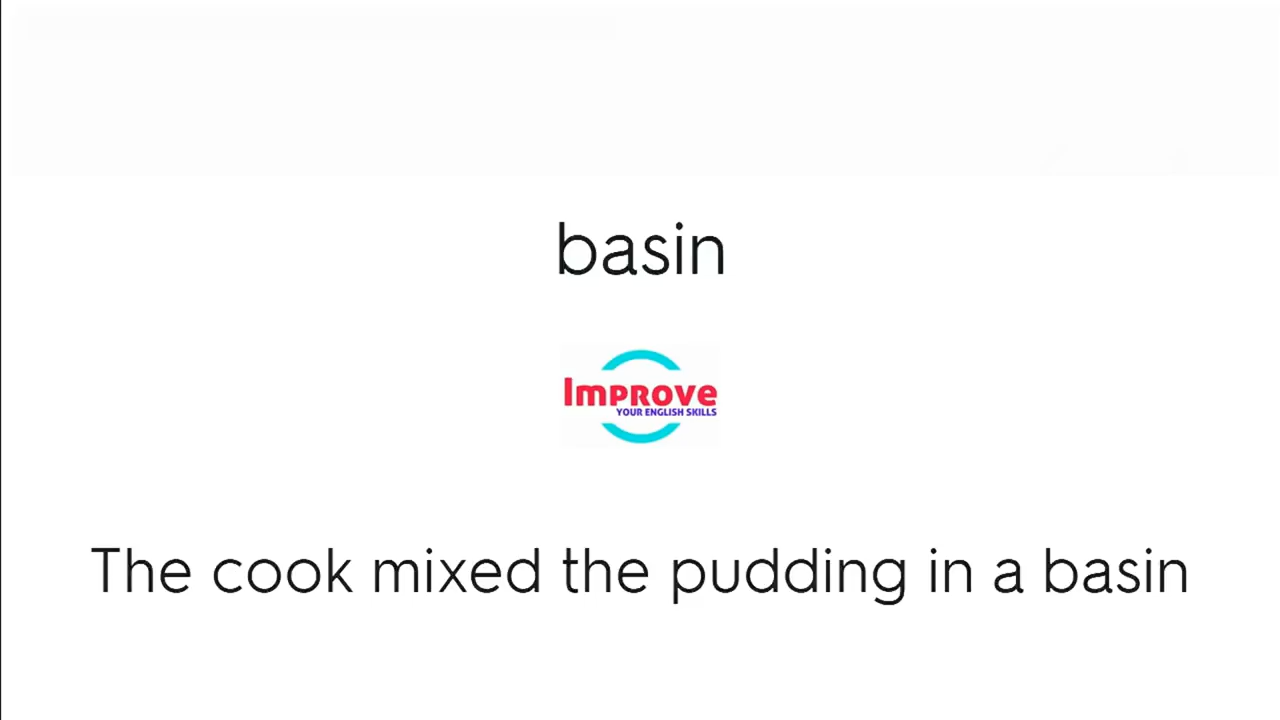 basin
Improve
YOUR ENGLISH SKILLS
The cook mixed the pudding in a basin